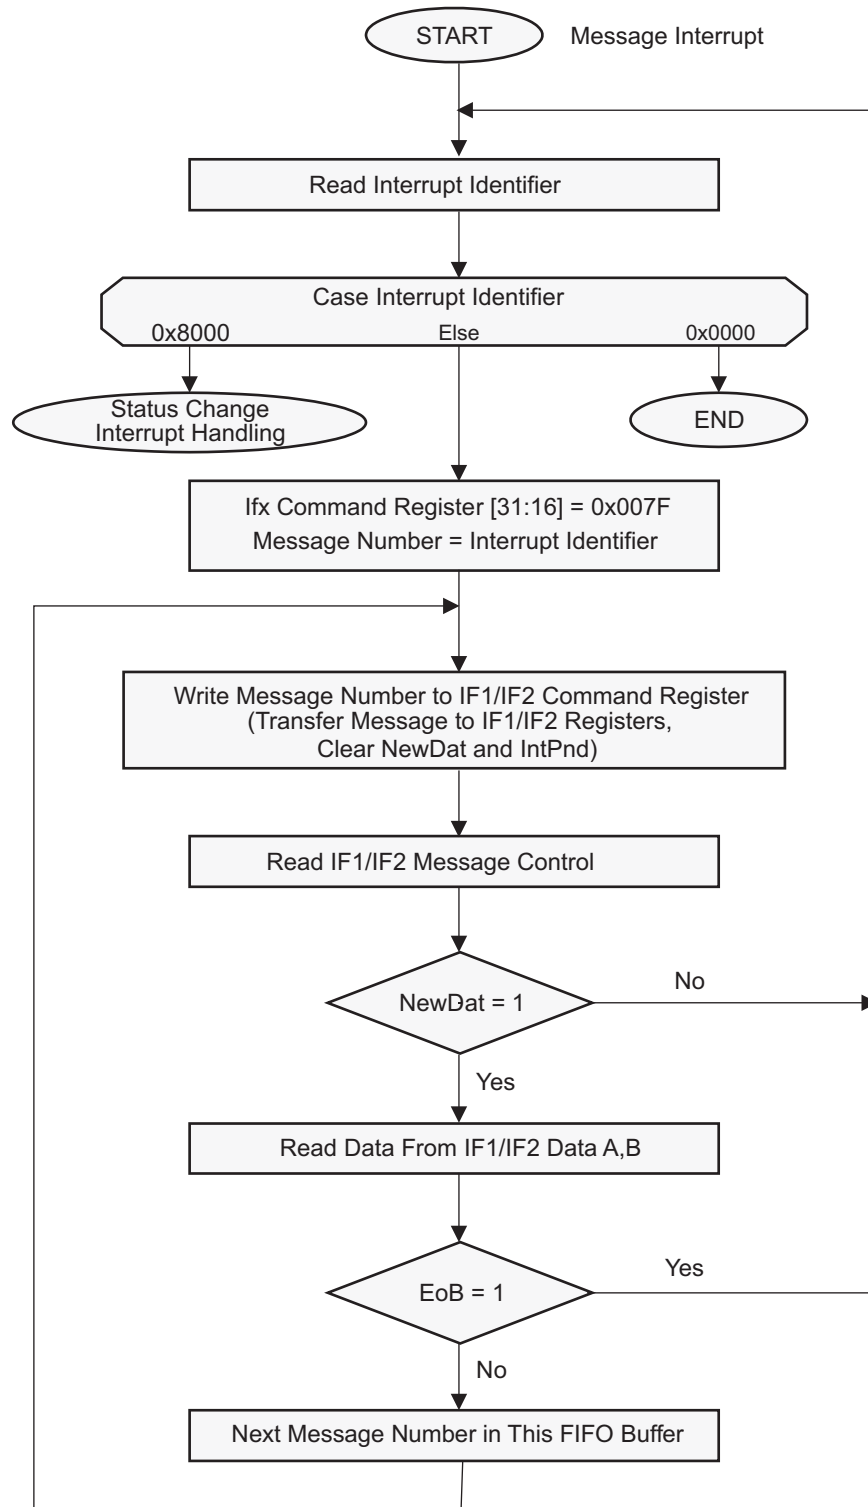 START
Message Interrupt
Read Interrupt Identifier
Case Interrupt Identifier
0x8000
Else
0x0000
Status Change
Interrupt Handling
END
Ifx Command Register [31:16] = 0x007F
Message Number = Interrupt Identifier
Write Message Number to IF1/IF2 Command Register
(Transfer Message to IF1/IF2 Registers,
Clear NewDat and IntPnd)
Read IF1/IF2 Message Control
NewDat = 1
No
Yes
Read Data From IF1/IF2 Data A,B
EoB = 1
Yes
No
Next Message Number in This FIFO Buffer